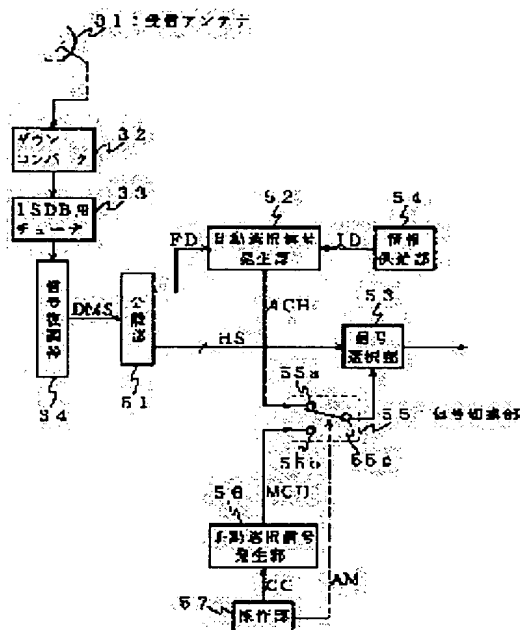 31:受信アンテナ
ダウン
コンバータ
32
ISDB用
チューナ
33
信号復調部
34
DMS
分離部
51
FD
52
自動選択信号
発生部
ID
54
情報
供給部
ACH
HS
53
信号
選択部
55a
55b
55c
55
信号切換部
MCH
56
手動選択信号
発生部
CC
AM
57
操作部